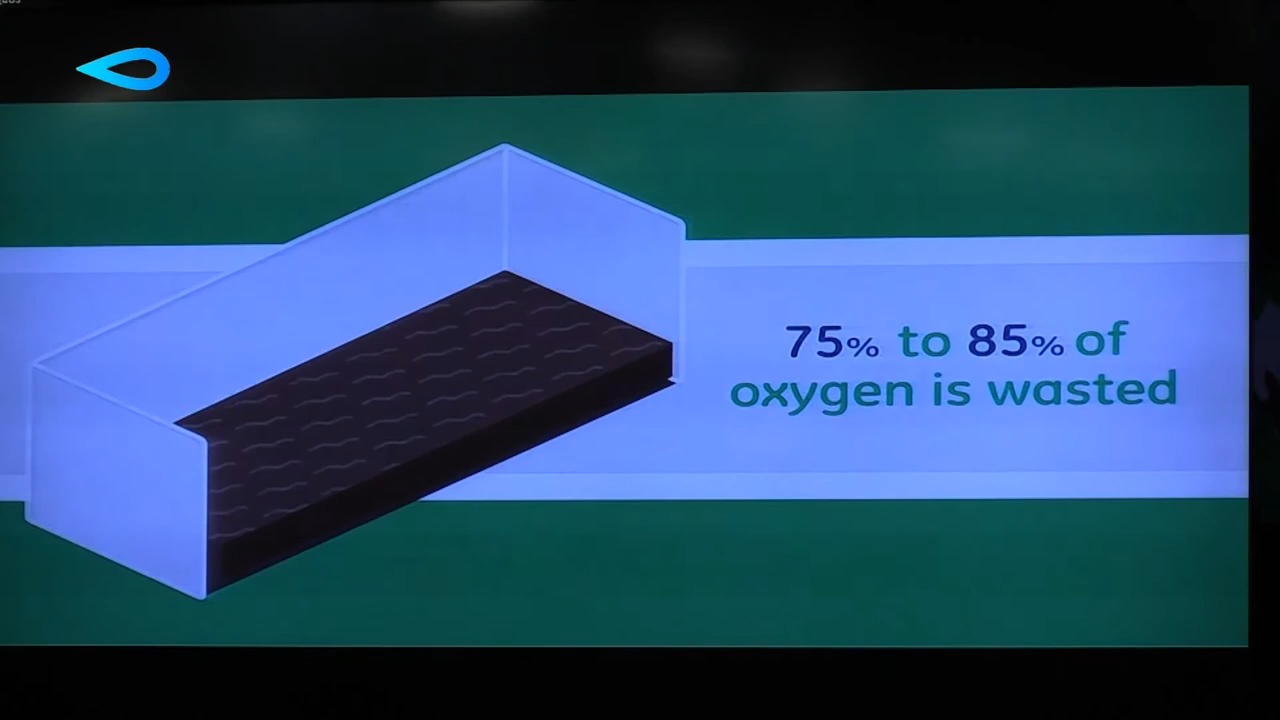 75% to 85% of
oxygen is wasted